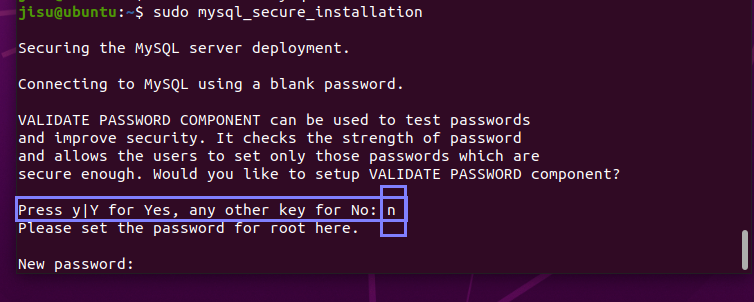 jisu@ubuntu:~$ sudo mysql_secure_installation
Securing the MySQL server deployment.
Connecting to MySQL using a blank password.
VALIDATE PASSWORD COMPONENT can be used to test passwords
and improve security. It checks the strength of password
and allows the users to set only those passwords which are
secure enough. Would you like to setup VALIDATE PASSWORD component?
Press y|Y for Yes, any other key for No: n
Please set the password for root here.
New password: